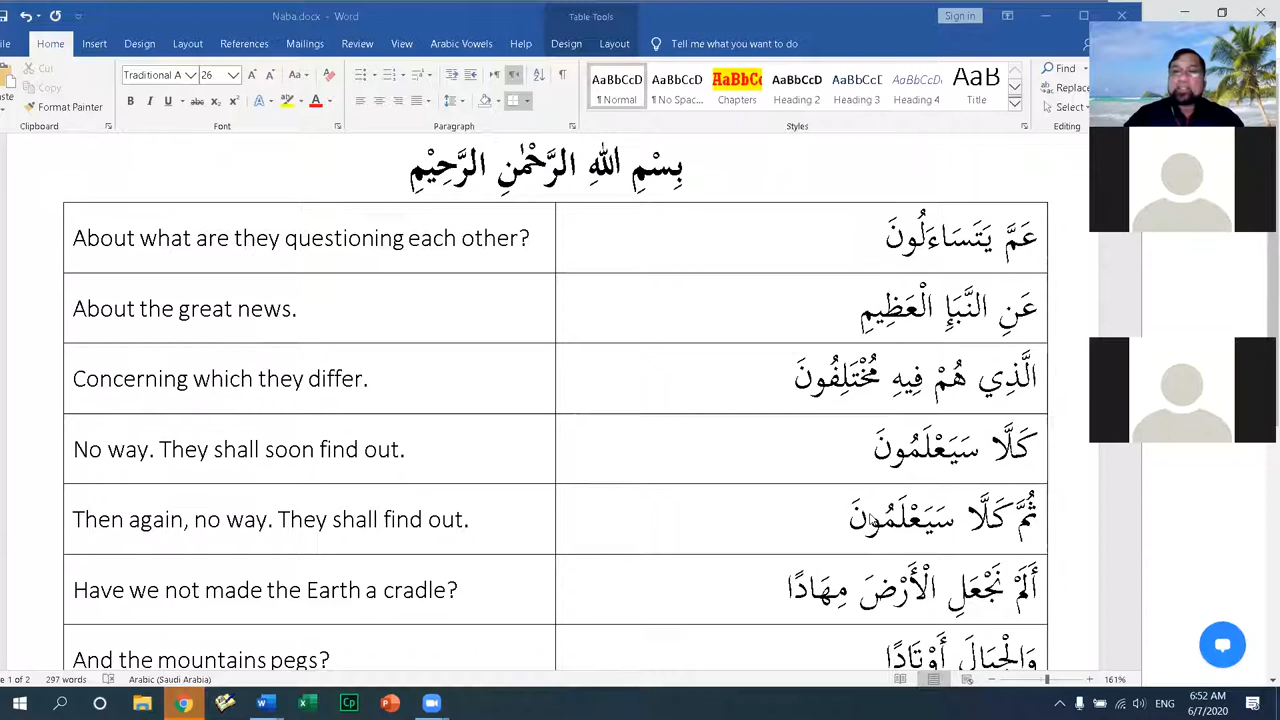 Naba.docx - Word
Table Tools
Sign in
Home Insert Design Layout References Mailings Review View Arabic Vowels Help Design Layout Tell me what you want to do
Cut
Copy
Format Painter
Clipboard
Traditional A 26
Font
Paragraph
AaBbCcD AaBbCcD AaBbCc AaBbCcD AaBbCcD AaBbCcD AaB
¶ Normal ¶ No Spac... Chapters Heading 2 Heading 3 Heading 4 Title
Styles
Find
Replace
Select
Editing
بِسْمِ اللهِ الرَّحْمٰنِ الرَّحِيْمِ
About what are they questioning each other?
عَمَّ يَتَسَاءَلُونَ
About the great news.
عَنِ النَّبَإِ الْعَظِيمِ
Concerning which they differ.
الَّذِي هُمْ فِيهِ مُخْتَلِفُونَ
No way. They shall soon find out.
كَلَّا سَيَعْلَمُونَ
Then again, no way. They shall find out.
ثُمَّ كَلَّا سَيَعْلَمُونَ
Have we not made the Earth a cradle?
أَلَمْ نَجْعَلِ الْأَرْضَ مِهَادًا
And the mountains pegs?
وَالْجِبَالَ أَوْتَادًا
1 of 2 297 words Arabic (Saudi Arabia) 161%
ENG 6:52 AM
6/7/2020